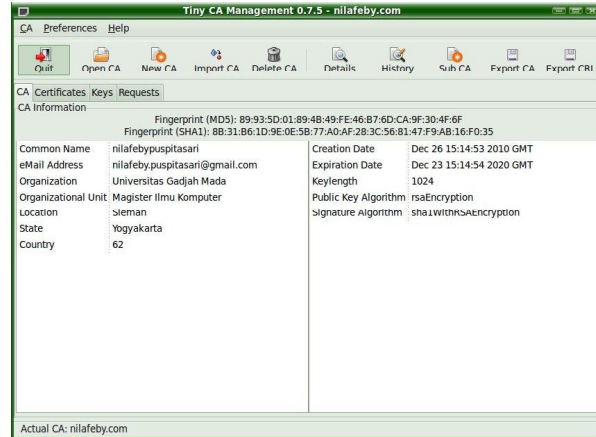 Tiny CA Management 0.7.5 - nilafeby.com
CA Preferences Help
Quit Open CA New CA Import CA Delete CA Details History Sub CA Export CA Export CRL
CA Certificates Keys Requests
CA Information
Fingerprint (MD5): 89:93:5D:01:89:4B:49:FE:46:B7:6D:CA:9F:30:4F:6F
Fingerprint (SHA1): 8B:31:B6:1D:9E:0E:5B:77:A0:AF:28:3C:56:81:47:F9:AB:16:F0:35
Common Name nilafebypuspitasari Creation Date Dec 26 15:14:53 2010 GMT
eMail Address nilafeby.puspitasari@gmail.com Expiration Date Dec 23 15:14:54 2020 GMT
Organization Universitas Gadjah Mada Keylength 1024
Organizational Unit Magister Ilmu Komputer Public Key Algorithm rsaEncryption
Location Sleman Signature Algorithm sha1WithRSAEncryption
State Yogyakarta
Country 62
Actual CA: nilafeby.com